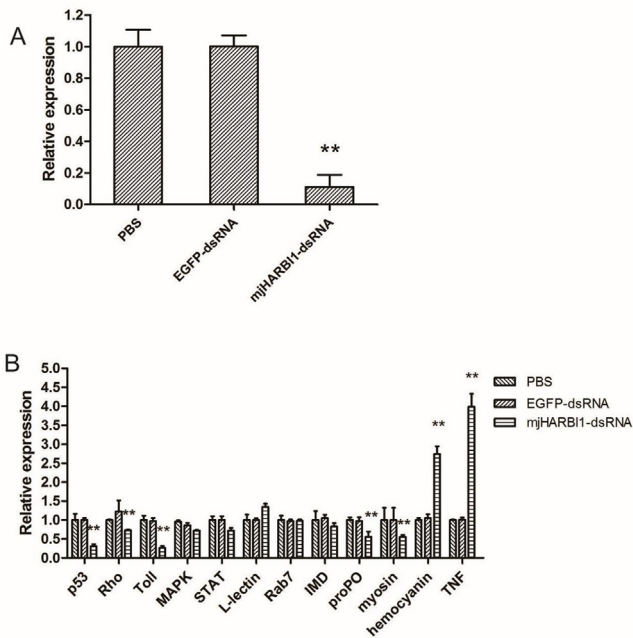 A
Relative expression
1.2
1.0
0.8
0.6
0.4
0.2
0.0
**
PBS
EGFP-dsRNA
mjHARBI1-dsRNA
B
Relative expression
5.0
4.5
4.0
3.5
3.0
2.5
2.0
1.5
1.0
0.5
0.0
**
**
**
**
**
**
**
PBS
EGFP-dsRNA
mjHARBI1-dsRNA
p53
Rho
Toll
MAPK
STAT
L-lectin
Rab7
IMD
proPO
myosin
hemocyanin
TNF